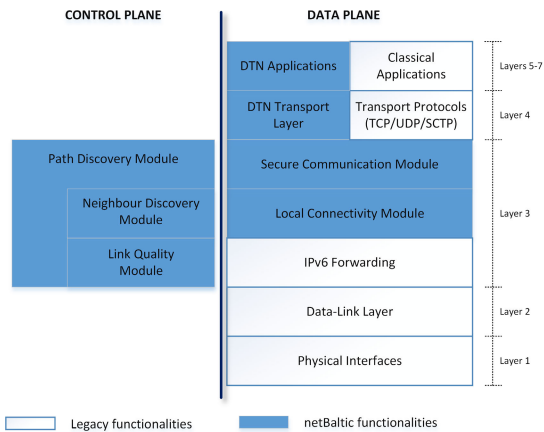 CONTROL PLANE
DATA PLANE
DTN Applications
Classical
Applications
Layers 5-7
DTN Transport
Layer
Transport Protocols
(TCP/UDP/SCTP)
Layer 4
Path Discovery Module
Secure Communication Module
Neighbour Discovery
Module
Local Connectivity Module
Layer 3
Link Quality
Module
IPv6 Forwarding
Data-Link Layer
Layer 2
Physical Interfaces
Layer 1
Legacy functionalities
netBaltic functionalities